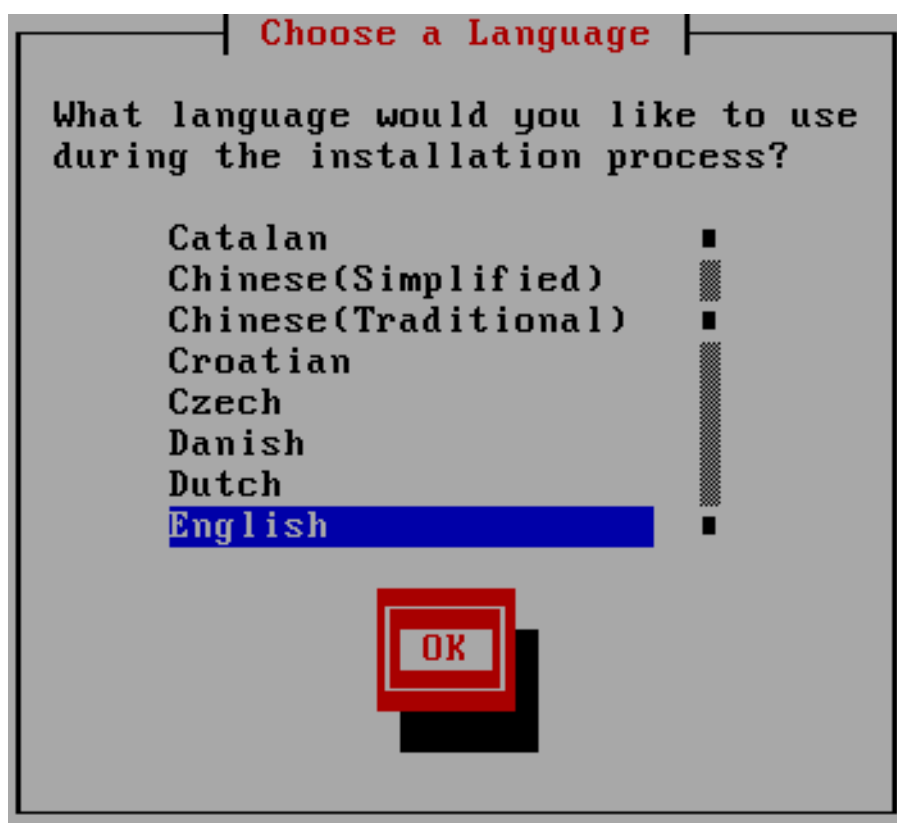 Choose a Language
What language would you like to use
during the installation process?
Catalan
Chinese(Simplified)
Chinese(Traditional)
Croatian
Czech
Danish
Dutch
English
OK